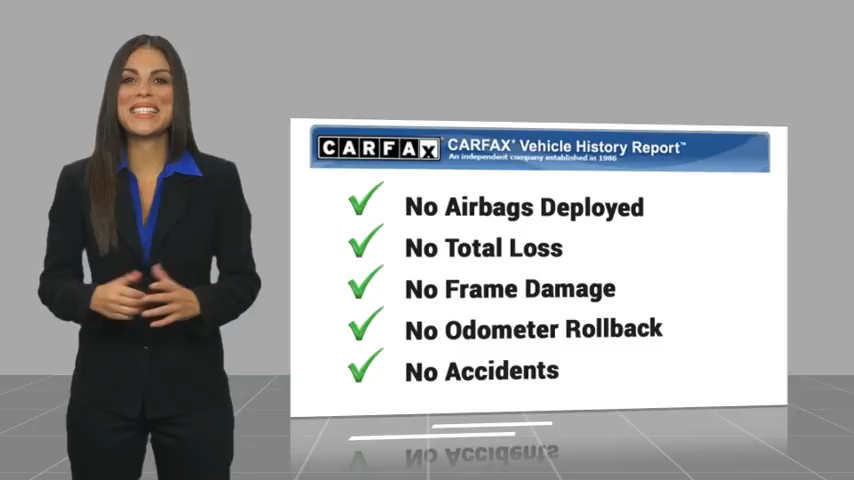 CARFAX CARFAX® Vehicle History Report™
An independent company established in 1986
No Airbags Deployed
No Total Loss
No Frame Damage
No Odometer Rollback
No Accidents
No Accidents